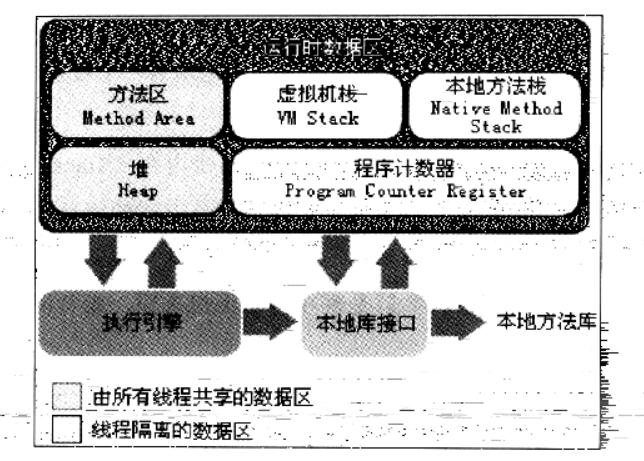 运行时数据区
方法区
Method Area
虚拟机栈
VM Stack
本地方法栈
Native Method
Stack
堆
Heap
程序计数器
Program Counter Register
执行引擎
本地库接口
本地方法库
由所有线程共享的数据区
线程隔离的数据区